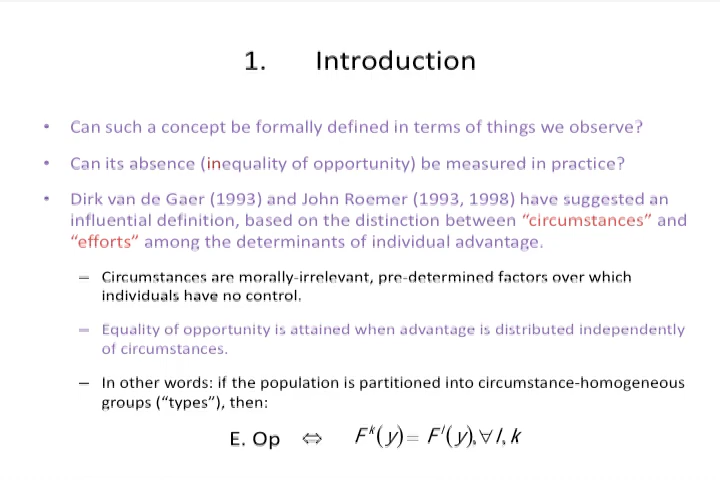 1. Introduction
• Can such a concept be formally defined in terms of things we observe?
• Can its absence (inequality of opportunity) be measured in practice?
• Dirk van de Gaer (1993) and John Roemer (1993, 1998) have suggested an
influential definition, based on the distinction between “circumstances” and
“efforts” among the determinants of individual advantage.
– Circumstances are morally-irrelevant, pre-determined factors over which
individuals have no control.
– Equality of opportunity is attained when advantage is distributed independently
of circumstances.
– In other words: if the population is partitioned into circumstance-homogeneous
groups (“types”), then:
E. Op ⇔ Fᵏ(y) = Fˡ(y), ∀ l, k